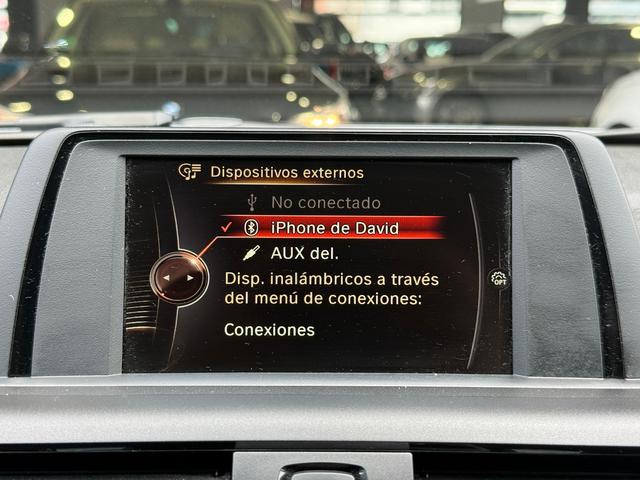 Dispositivos externos
No conectado
iPhone de David
AUX del.
Disp. inalámbricos a través
del menú de conexiones:
Conexiones
OPT